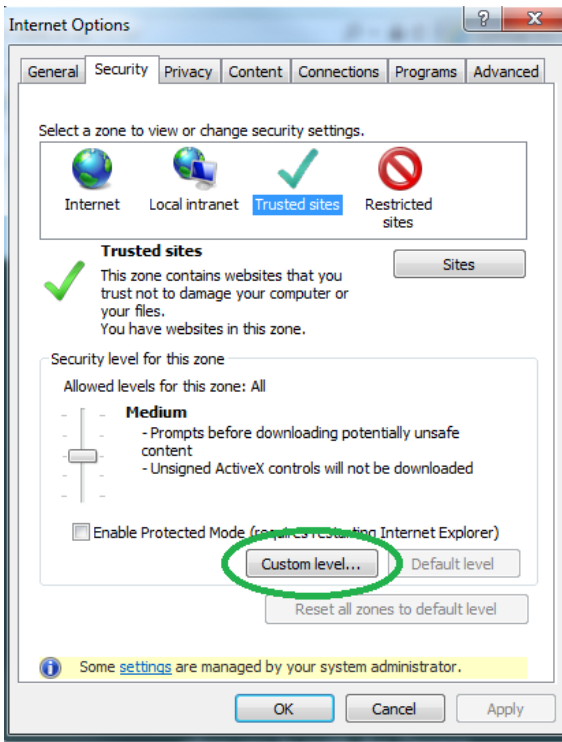 Internet Options
General Security Privacy Content Connections Programs Advanced
Select a zone to view or change security settings.
Internet Local intranet Trusted sites Restricted
sites
Trusted sites
Sites
This zone contains websites that you
trust not to damage your computer or
your files.
You have websites in this zone.
Security level for this zone
Allowed levels for this zone: All
Medium
- Prompts before downloading potentially unsafe
content
- Unsigned ActiveX controls will not be downloaded
Enable Protected Mode (requires restarting Internet Explorer)
Custom level... Default level
Reset all zones to default level
Some settings are managed by your system administrator.
OK Cancel Apply